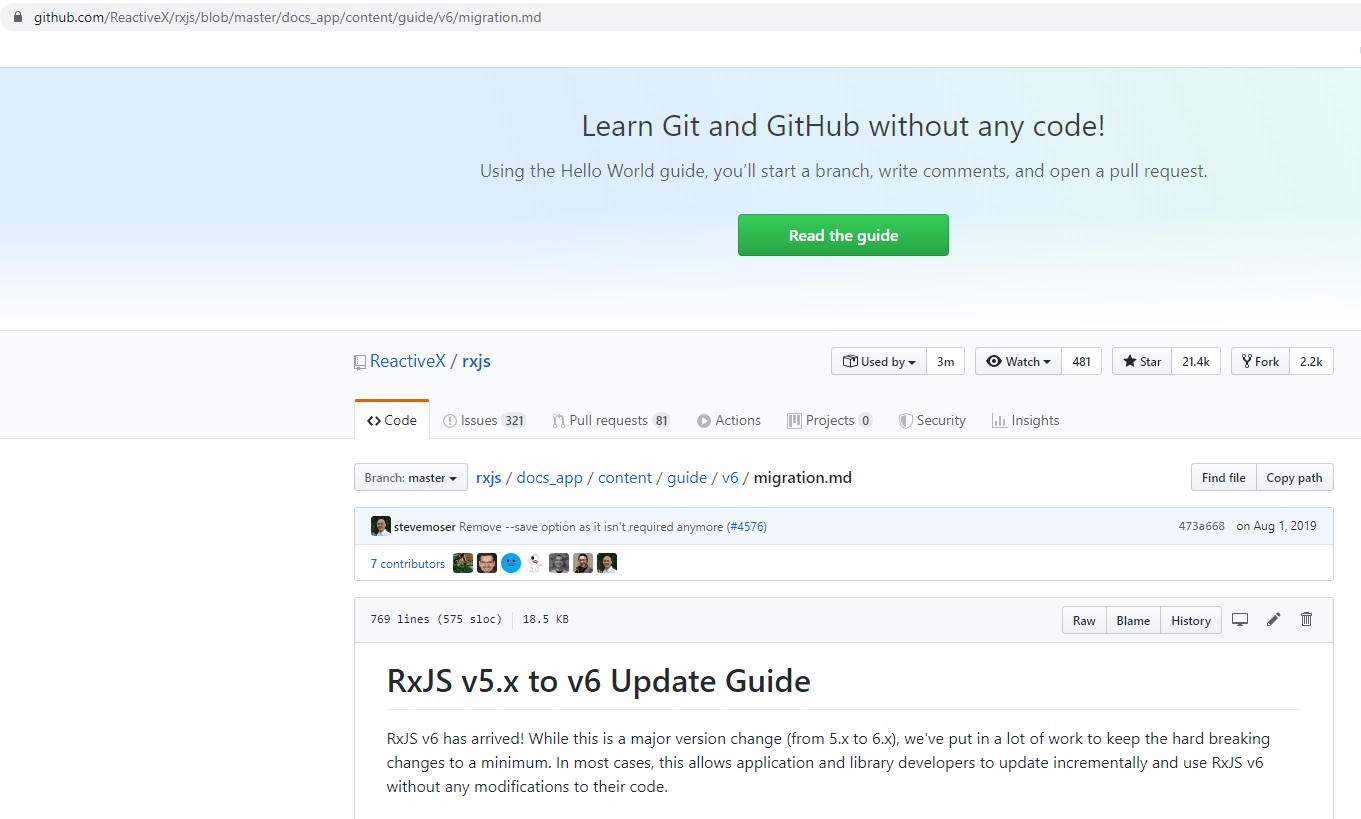 github.com/ReactiveX/rxjs/blob/master/docs_app/content/guide/v6/migration.md
Learn Git and GitHub without any code!
Using the Hello World guide, you’ll start a branch, write comments, and open a pull request.
Read the guide
ReactiveX / rxjs
Used by 3m Watch 481 Star 21.4k Fork 2.2k
Code Issues 321 Pull requests 81 Actions Projects 0 Security Insights
Branch: master rxjs / docs_app / content / guide / v6 / migration.md Find file Copy path
stevemoser Remove --save option as it isn't required anymore (#4576) 473a668 on Aug 1, 2019
7 contributors
769 lines (575 sloc) 18.5 KB Raw Blame History
RxJS v5.x to v6 Update Guide
RxJS v6 has arrived! While this is a major version change (from 5.x to 6.x), we've put in a lot of work to keep the hard breaking
changes to a minimum. In most cases, this allows application and library developers to update incrementally and use RxJS v6
without any modifications to their code.